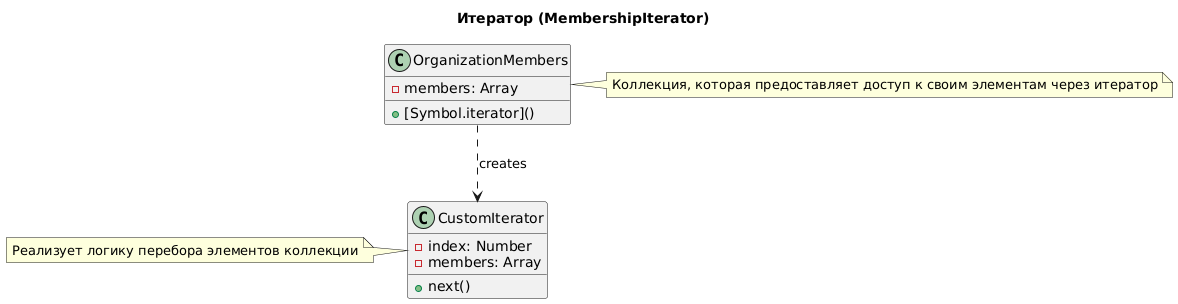 Итератор (MembershipIterator)
C OrganizationMembers
members: Array
[Symbol.iterator]()
Коллекция, которая предоставляет доступ к своим элементам через итератор
creates
C CustomIterator
index: Number
members: Array
next()
Реализует логику перебора элементов коллекции